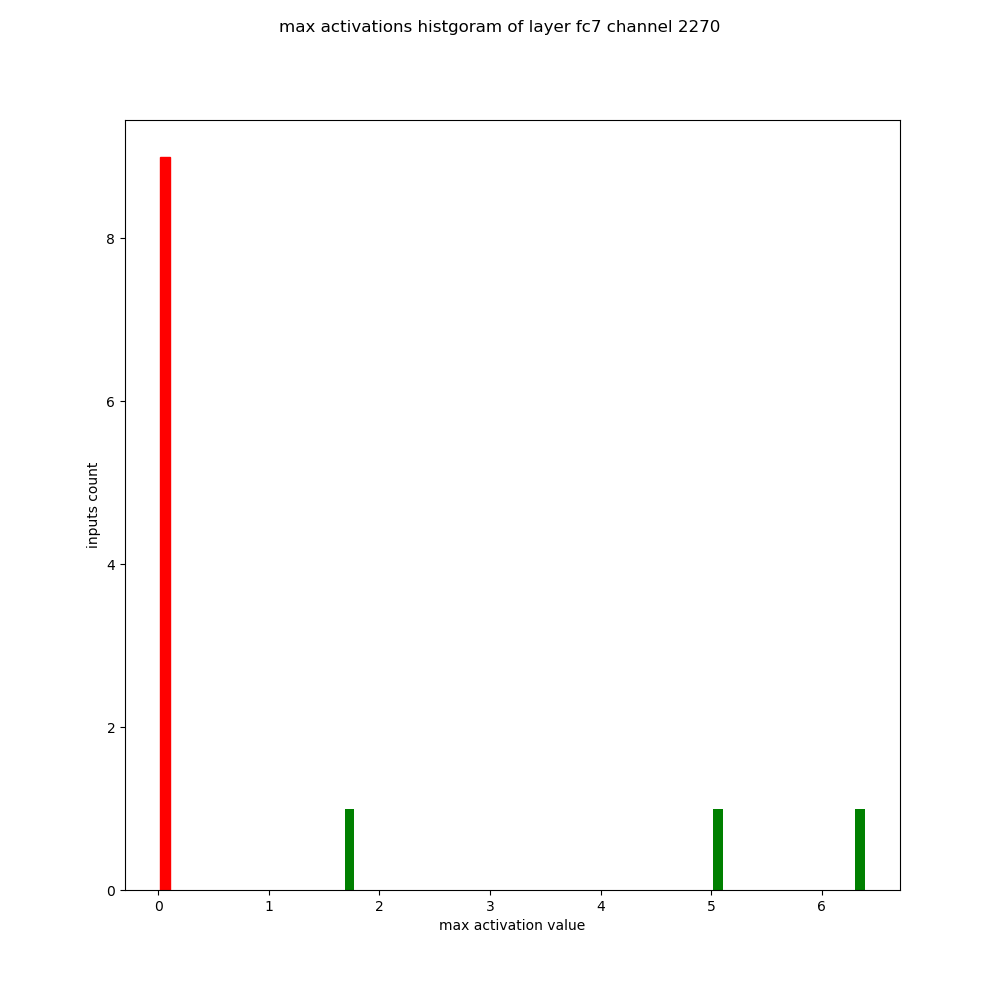 max activations histgoram of layer fc7 channel 2270
8
6
4
2
0
inputs count
0 1 2 3 4 5 6
max activation value